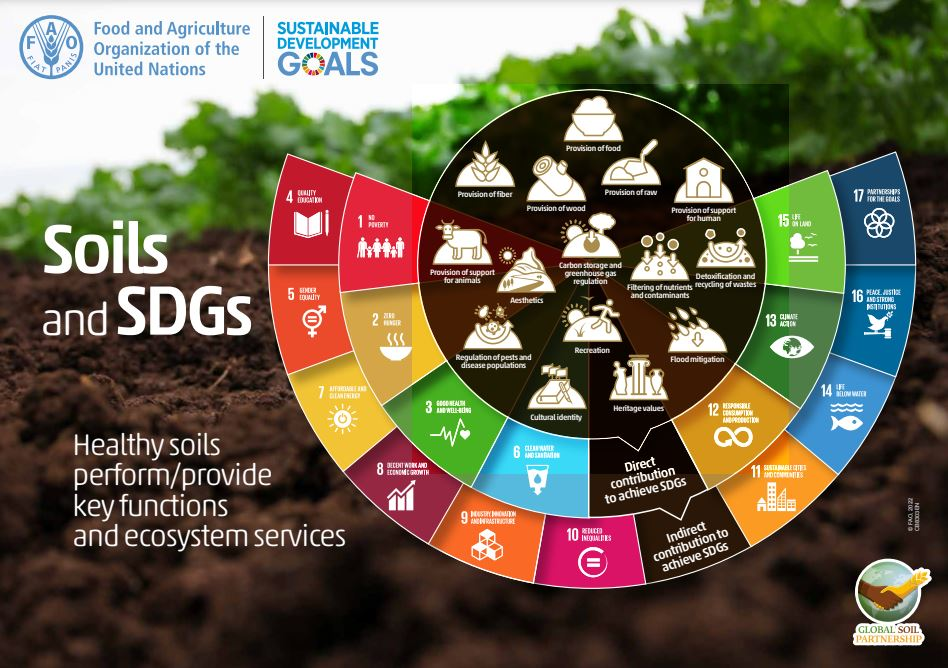 Food and Agriculture
Organization of the
United Nations
FAO
FIAT PANIS
SUSTAINABLE
DEVELOPMENT
GOALS
Soils
and SDGs
Healthy soils
perform/provide
key functions
and ecosystem services
Provision of food
Provision of fiber
Provision of wood
Provision of raw
Provision of support
for human
Provision of support
for animals
Aesthetics
Carbon storage and
greenhouse gas
regulation
Filtering of nutrients
and contaminants
Detoxification and
recycling of wastes
Regulation of pests and
disease populations
Recreation
Flood mitigation
Cultural identity
Heritage values
1 NO
POVERTY
2 ZERO
HUNGER
3 GOOD HEALTH
AND WELL-BEING
6 CLEAN WATER
AND SANITATION
Direct
contribution
to achieve SDGs
12 RESPONSIBLE
CONSUMPTION
AND PRODUCTION
13 CLIMATE
ACTION
15 LIFE
ON LAND
4 QUALITY
EDUCATION
5 GENDER
EQUALITY
7 AFFORDABLE AND
CLEAN ENERGY
8 DECENT WORK AND
ECONOMIC GROWTH
9 INDUSTRY, INNOVATION
AND INFRASTRUCTURE
10 REDUCED
INEQUALITIES
Indirect
contribution to
achieve SDGs
11 SUSTAINABLE CITIES
AND COMMUNITIES
14 LIFE
BELOW WATER
16 PEACE, JUSTICE
AND STRONG
INSTITUTIONS
17 PARTNERSHIPS
FOR THE GOALS
© FAO, 2022
GLOBAL SOIL
PARTNERSHIP